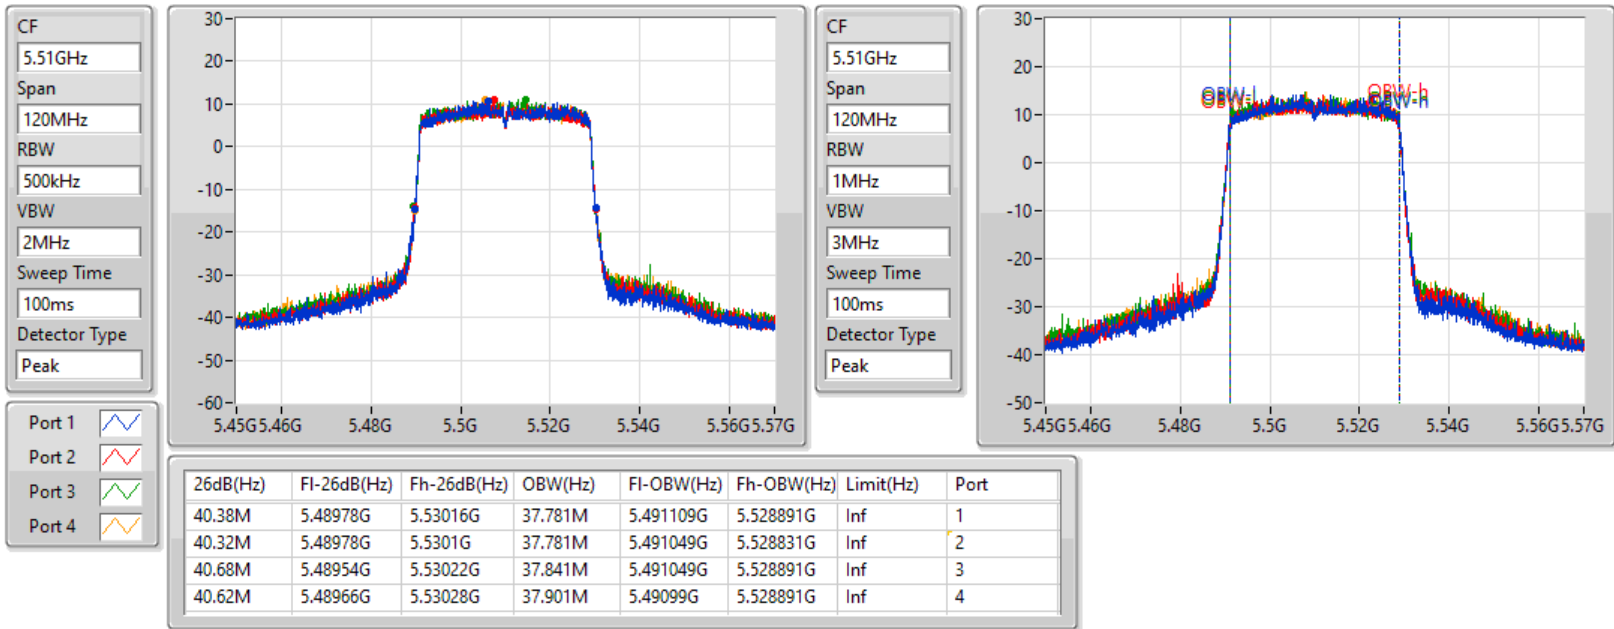 CF
5.51GHz
Span
120MHz
RBW
500kHz
VBW
2MHz
Sweep Time
100ms
Detector Type
Peak
30
20
10
0
-10
-20
-30
-40
-50
-60
5.45G 5.46G 5.48G 5.5G 5.52G 5.54G 5.56G 5.57G
CF
5.51GHz
Span
120MHz
RBW
1MHz
VBW
3MHz
Sweep Time
100ms
Detector Type
Peak
30
20
10
0
-10
-20
-30
-40
-50
OBW-l OBW-h
5.45G 5.46G 5.48G 5.5G 5.52G 5.54G 5.56G 5.57G
Port 1
Port 2
Port 3
Port 4
26dB(Hz) Fl-26dB(Hz) Fh-26dB(Hz) OBW(Hz) Fl-OBW(Hz) Fh-OBW(Hz) Limit(Hz) Port
40.38M 5.48978G 5.53016G 37.781M 5.491109G 5.528891G Inf 1
40.32M 5.48978G 5.5301G 37.781M 5.491049G 5.528831G Inf 2
40.68M 5.48954G 5.53022G 37.841M 5.491049G 5.528891G Inf 3
40.62M 5.48966G 5.53028G 37.901M 5.49099G 5.528891G Inf 4